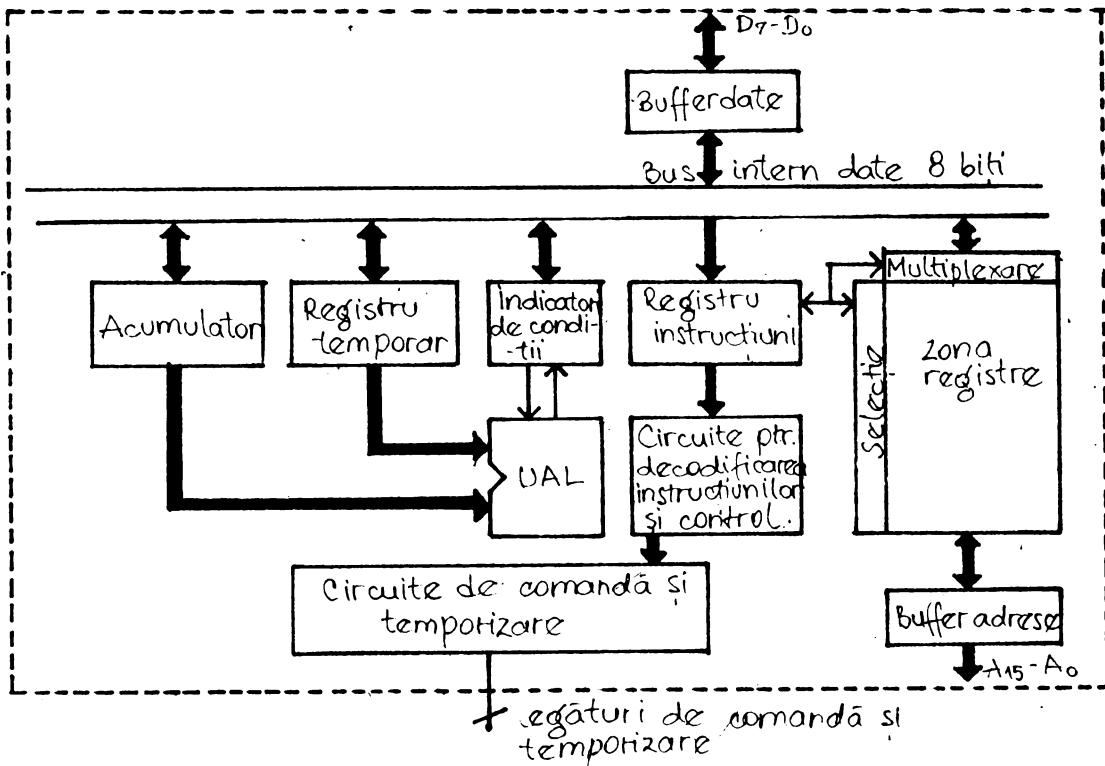 D7-D0
Bufferdate
Bus intern date 8 biți
Acumulator
Registru
temporar
Indicatori
de condi-
-tii
Registru
instructiuni
Multiplexare
Selectie
zona
registre
UAL
Circuite ptr.
decodificarea
instructiunilor
si control.
Circuite de comandă și
temporizare
Buffer adrese
A15-A0
egături de comandă și
temporizare